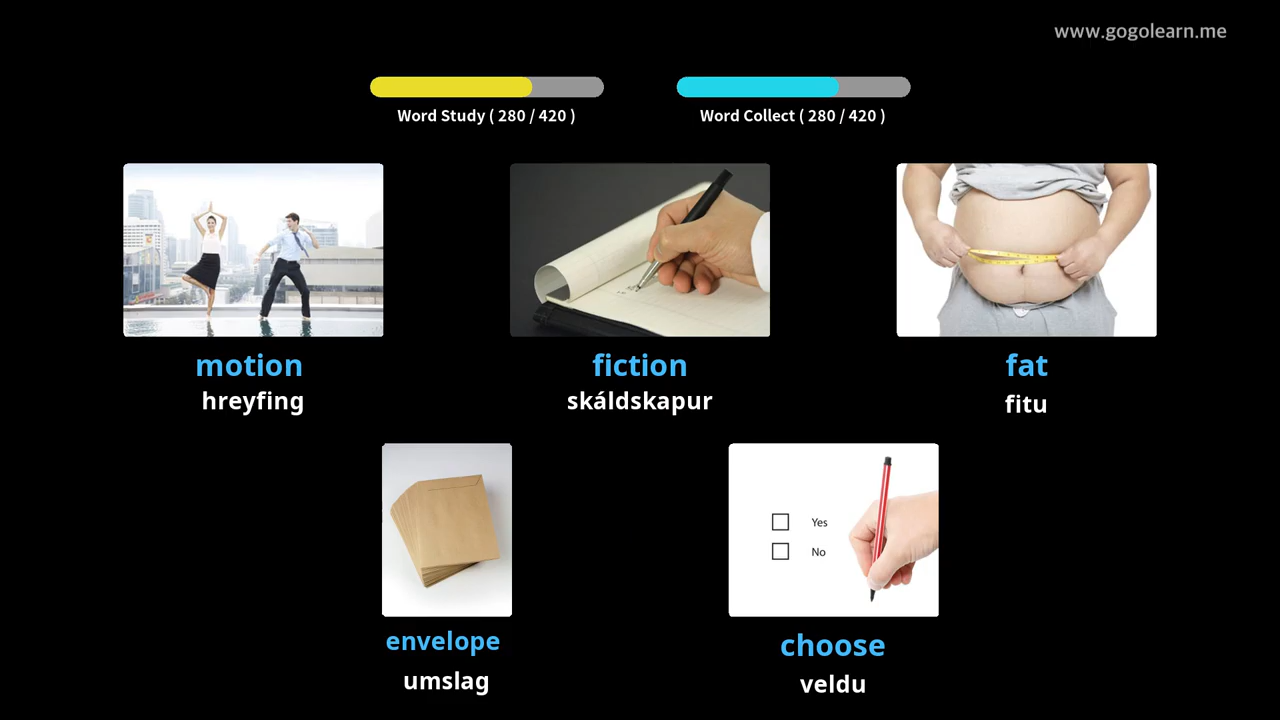 www.gogolearn.me
Word Study ( 280 / 420 )
Word Collect ( 280 / 420 )
motion
hreyfing
fiction
skáldskapur
fat
fitu
Yes
No
envelope
umslag
choose
veldu